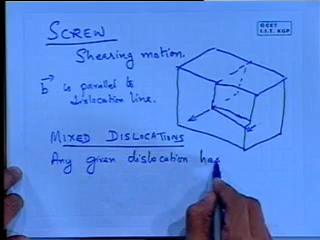 SCREW
Shearing motion.
b is parallel to
dislocation line.
MIXED DISLOCATIONS
Any given dislocation has
©CET
I.I.T. KGP